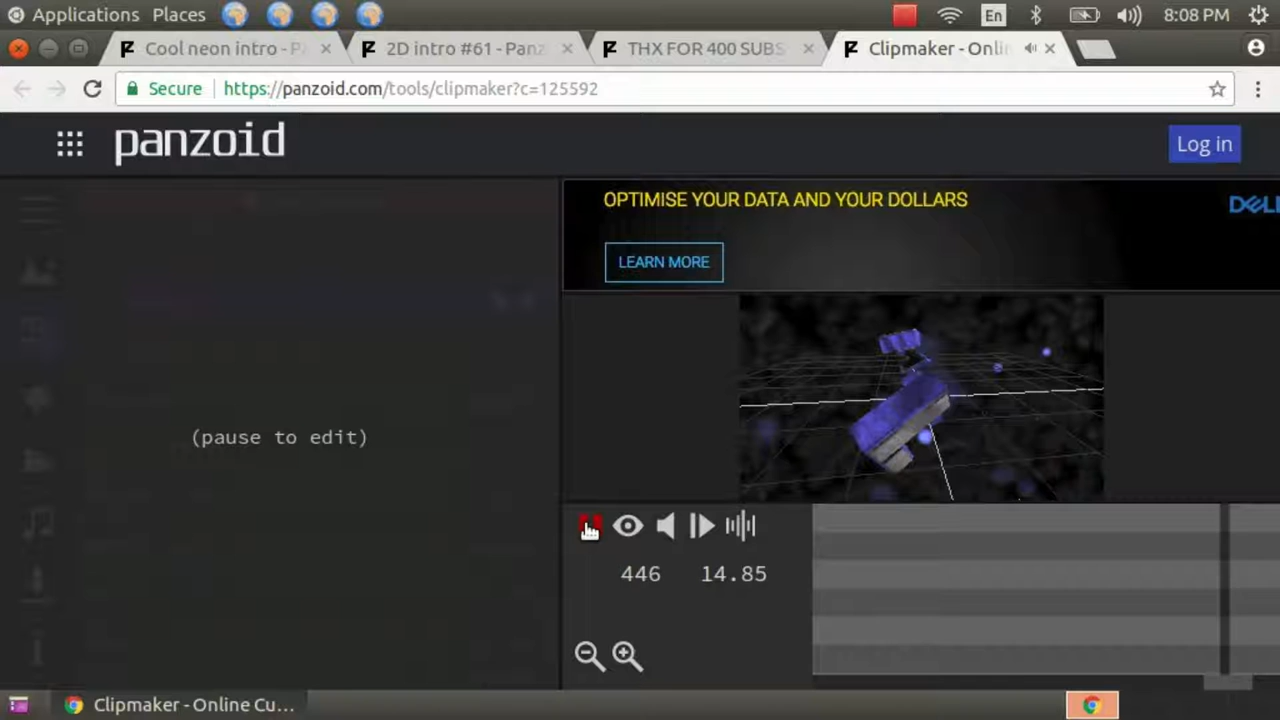 Applications Places En 8:08 PM
Cool neon intro - P 2D intro #61 - Panz THX FOR 400 SUBS Clipmaker - Onli
Secure https://panzoid.com/tools/clipmaker?c=125592
panzoid Log in
OPTIMISE YOUR DATA AND YOUR DOLLARS
DELL
LEARN MORE
(pause to edit)
446 14.85
Clipmaker - Online Cu...